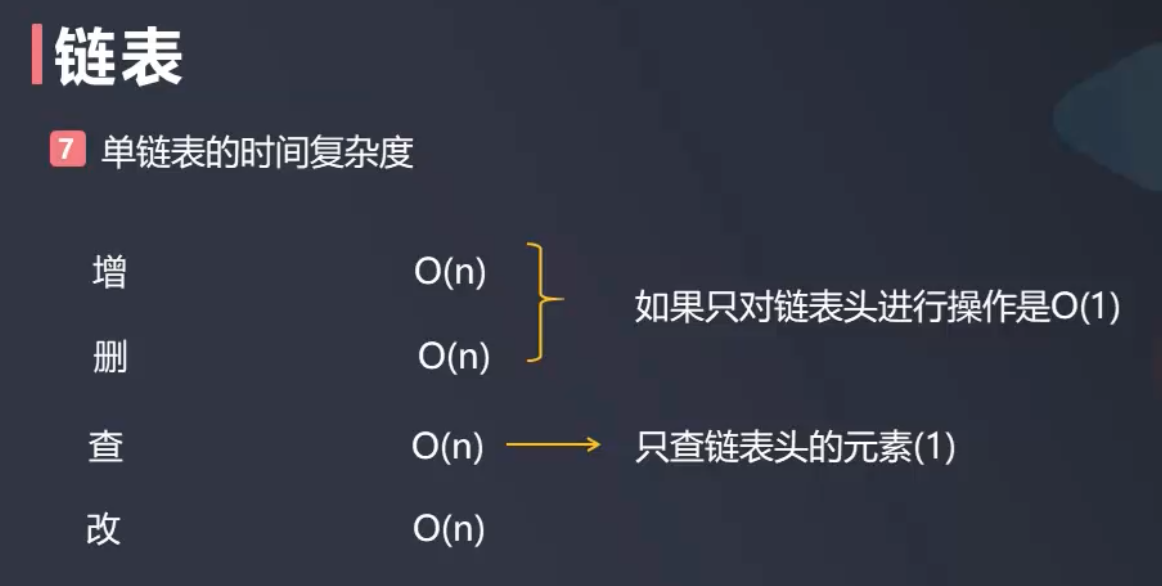 链表
7 单链表的时间复杂度
增 O(n)
删 O(n)
如果只对链表头进行操作是O(1)
查 O(n) 只查链表头的元素(1)
改 O(n)